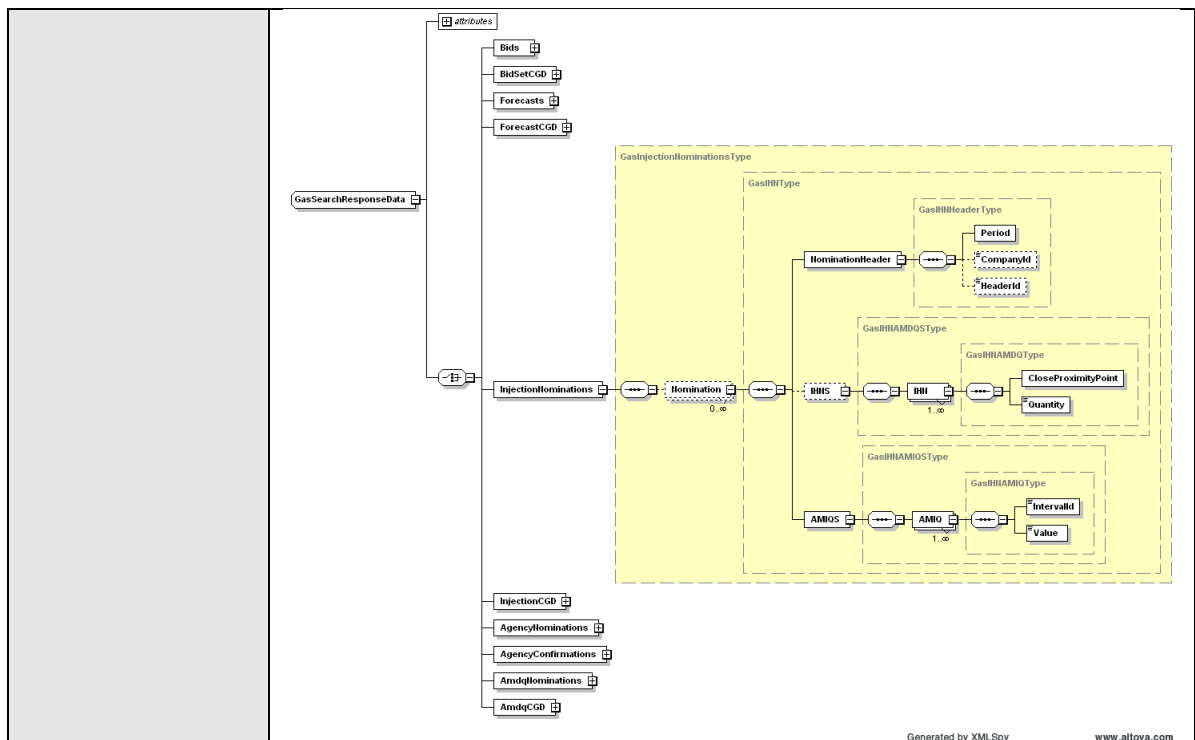 attributes
Bids
BidSetCGD
Forecasts
ForecastCGD
GasInjectionNominationsType
GasIHNType
GasSearchResponseData
GasIHNHeaderType
Period
NominationHeader
CompanyId
HeaderId
GasIHNAMDQSType
GasIHNAMDQType
CloseProximityPoint
InjectionNominations
Nomination
IHNS
IHN
Quantity
0..∞
1..∞
GasIHNAMIQSType
GasIHNAMIQType
IntervalId
AMIQS
AMIQ
Value
1..∞
InjectionCGD
AgencyNominations
AgencyConfirmations
AmdqNominations
AmdqCGD
Generated by XMLSpy www.altova.com